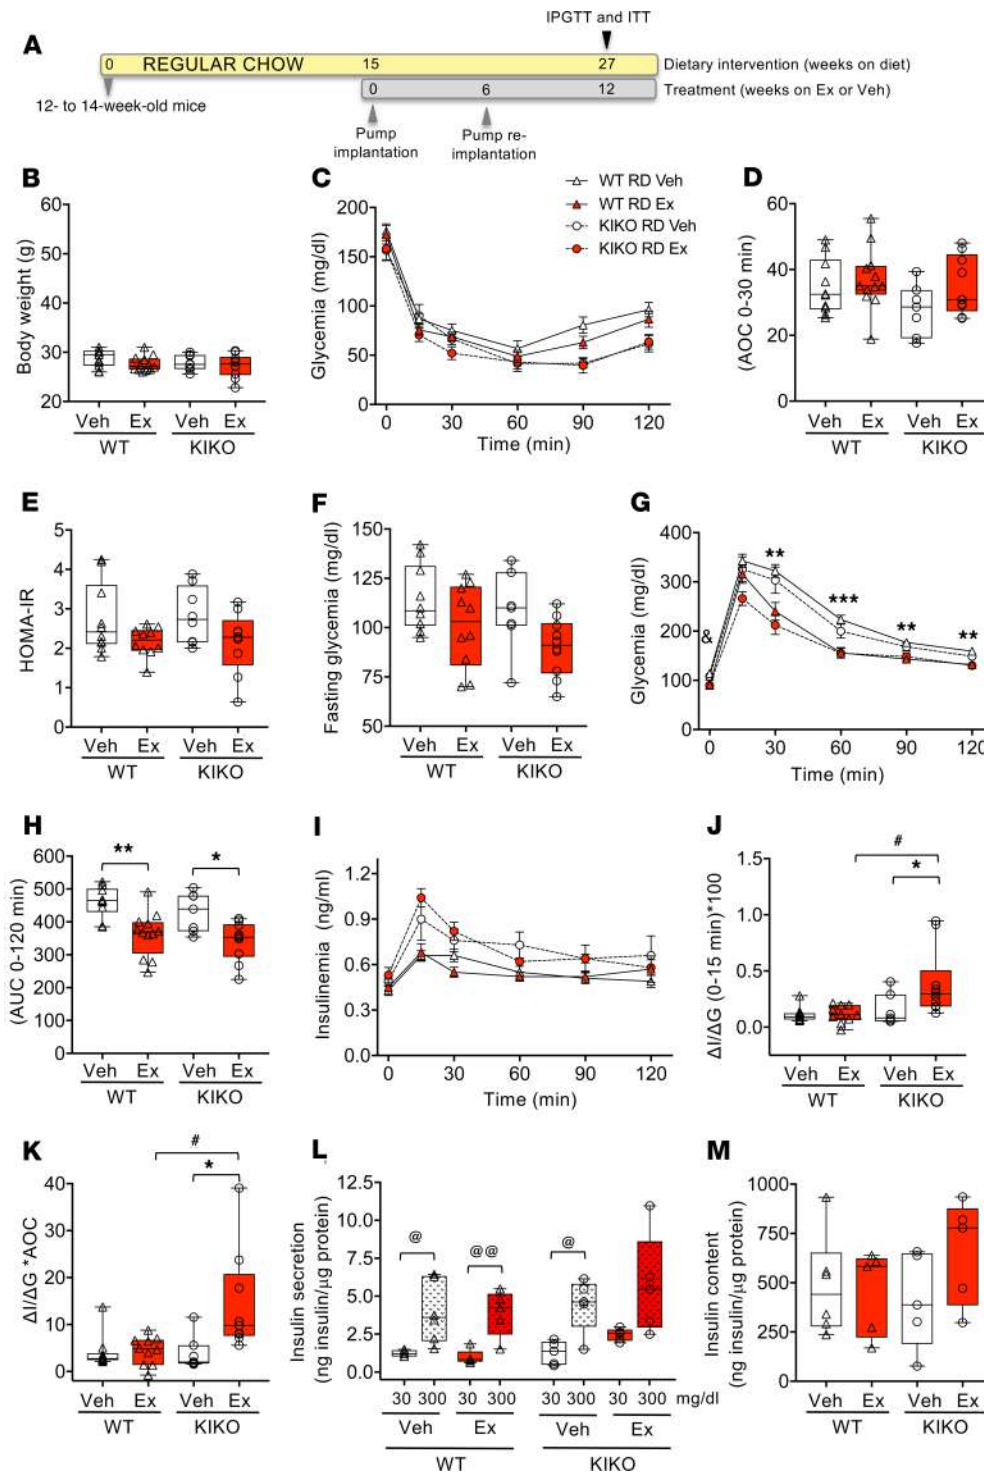 A
IPGTT and ITT
0 REGULAR CHOW 15 27 Dietary intervention (weeks on diet)
12- to 14-week-old mice
0 6 12 Treatment (weeks on Ex or Veh)
Pump implantation
Pump re-implantation
B
Body weight (g)
60
50
40
30
20
Veh Ex Veh Ex
WT KIKO
C
WT RD Veh
WT RD Ex
KIKO RD Veh
KIKO RD Ex
Glycemia (mg/dl)
200
150
100
50
0
0 30 60 90 120
Time (min)
D
(AOC 0-30 min)
60
40
20
0
Veh Ex Veh Ex
WT KIKO
E
HOMA-IR
5
4
3
2
1
0
Veh Ex Veh Ex
WT KIKO
F
Fasting glycemia (mg/dl)
150
125
100
75
50
Veh Ex Veh Ex
WT KIKO
G
Glycemia (mg/dl)
400
300
200
100
0
& ** *** ** **
0 30 60 90 120
Time (min)
H
(AUC 0-120 min)
600
500
400
300
200
100
0
** *
Veh Ex Veh Ex
WT KIKO
I
Insulinemia (ng/ml)
1.2
0.9
0.6
0.3
0.0
0 30 60 90 120
Time (min)
J
ΔI/ΔG (0-15 min)*100
1.5
1.0
0.5
0.0
#
*
Veh Ex Veh Ex
WT KIKO
K
ΔI/ΔG *AOC
40
30
20
10
0
#
*
Veh Ex Veh Ex
WT KIKO
L
Insulin secretion
(ng insulin/μg protein)
12.5
10.0
7.5
5.0
2.5
0.0
@ @@ @
30 300 30 300 30 300 30 300 mg/dl
Veh Ex Veh Ex
WT KIKO
M
Insulin content
(ng insulin/μg protein)
1000
750
500
250
0
Veh Ex Veh Ex
WT KIKO